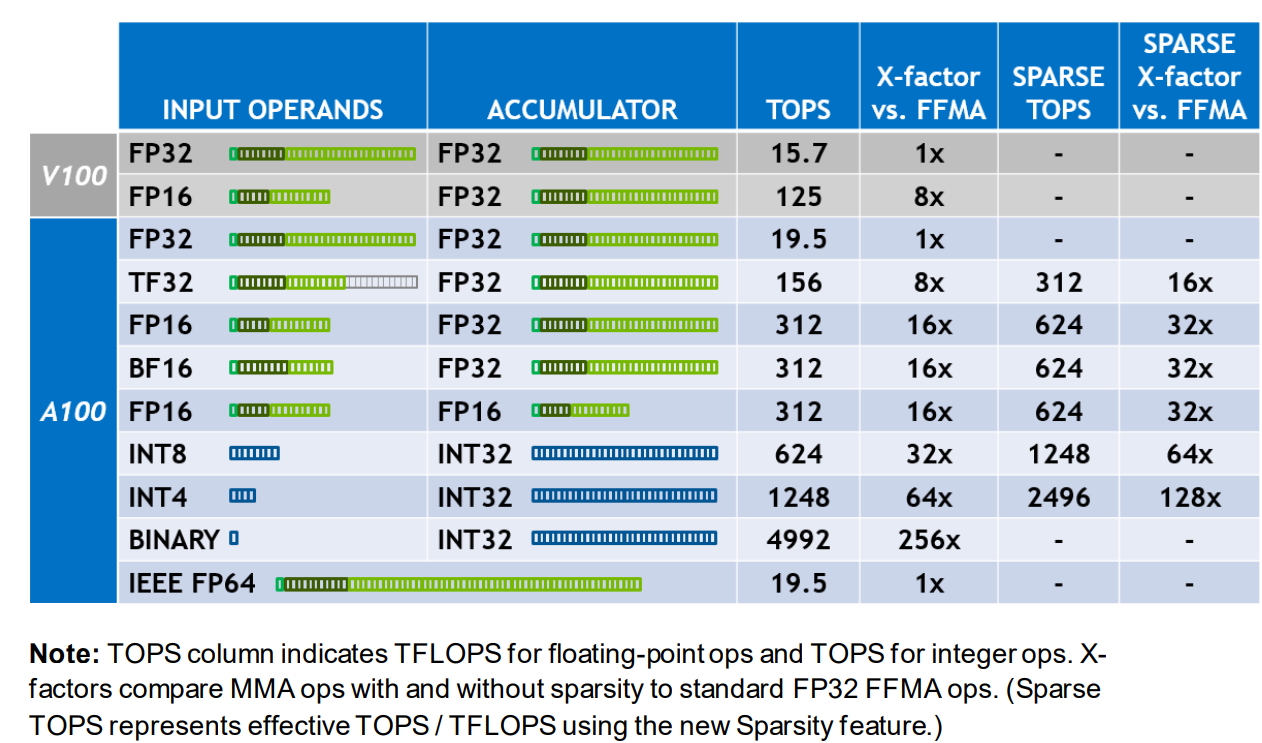 INPUT OPERANDS ACCUMULATOR TOPS X-factor vs. FFMA SPARSE TOPS SPARSE X-factor vs. FFMA
V100
FP32 FP32 15.7 1x - -
FP16 FP32 125 8x - -
A100
FP32 FP32 19.5 1x - -
TF32 FP32 156 8x 312 16x
FP16 FP32 312 16x 624 32x
BF16 FP32 312 16x 624 32x
FP16 FP16 312 16x 624 32x
INT8 INT32 624 32x 1248 64x
INT4 INT32 1248 64x 2496 128x
BINARY INT32 4992 256x - -
IEEE FP64 19.5 1x - -
Note: TOPS column indicates TFLOPS for floating-point ops and TOPS for integer ops. X-
factors compare MMA ops with and without sparsity to standard FP32 FFMA ops. (Sparse
TOPS represents effective TOPS / TFLOPS using the new Sparsity feature.)